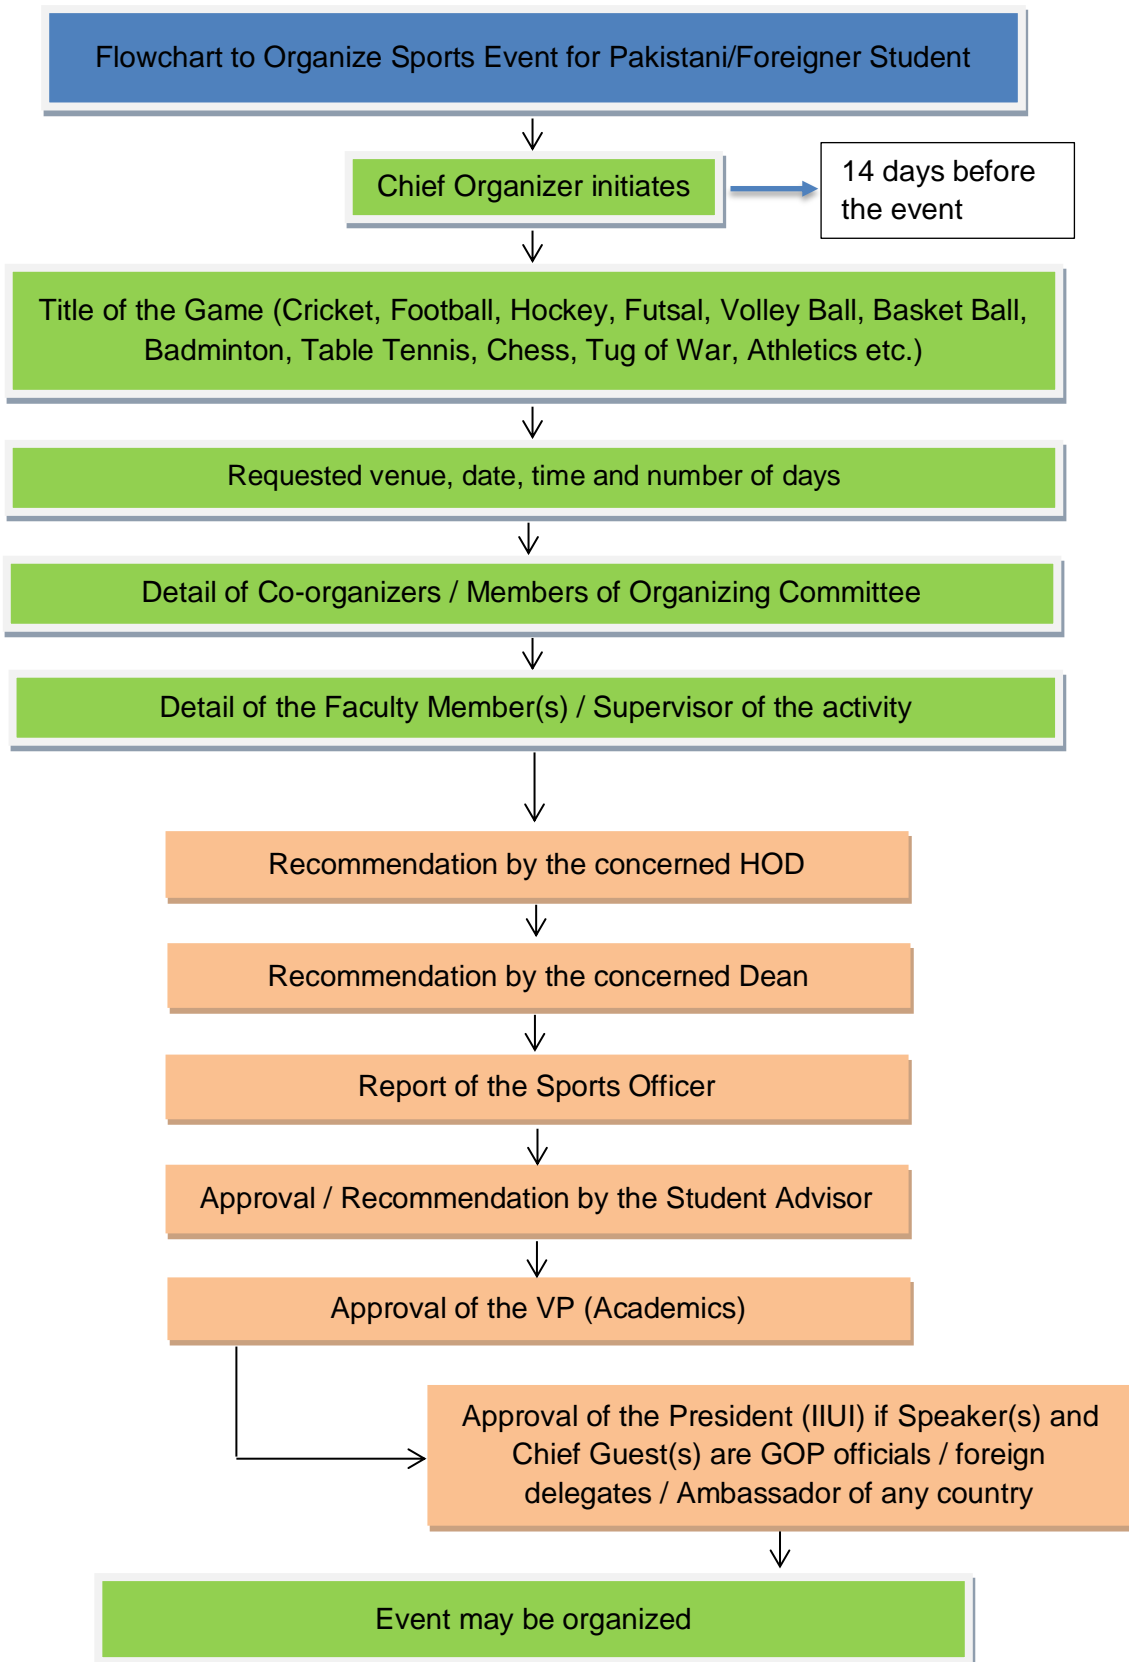 Flowchart to Organize Sports Event for Pakistani/Foreigner Student
Chief Organizer initiates
14 days before
the event
Title of the Game (Cricket, Football, Hockey, Futsal, Volley Ball, Basket Ball,
Badminton, Table Tennis, Chess, Tug of War, Athletics etc.)
Requested venue, date, time and number of days
Detail of Co-organizers / Members of Organizing Committee
Detail of the Faculty Member(s) / Supervisor of the activity
Recommendation by the concerned HOD
Recommendation by the concerned Dean
Report of the Sports Officer
Approval / Recommendation by the Student Advisor
Approval of the VP (Academics)
Approval of the President (IIUI) if Speaker(s) and
Chief Guest(s) are GOP officials / foreign
delegates / Ambassador of any country
Event may be organized